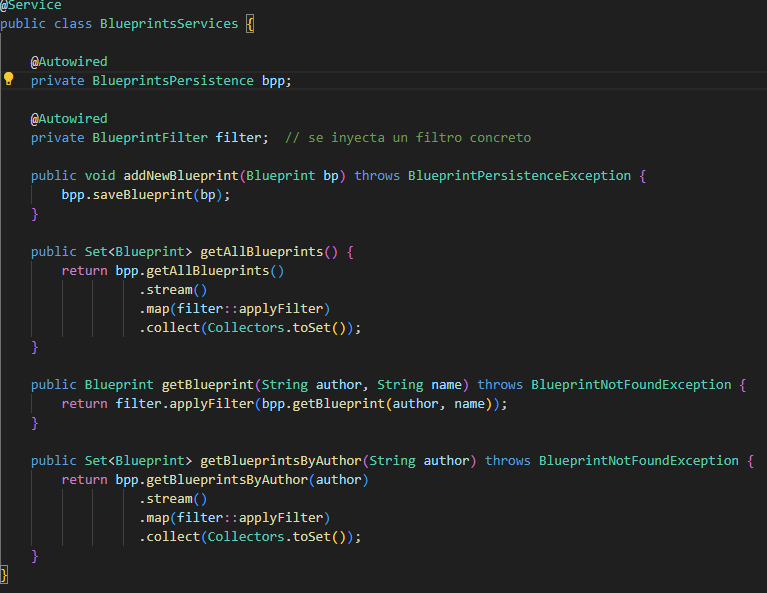 @Service
public class BlueprintsServices {
@Autowired
private BlueprintsPersistence bpp;
@Autowired
private BlueprintFilter filter;  // se inyecta un filtro concreto
public void addNewBlueprint(Blueprint bp) throws BlueprintPersistenceException {
bpp.saveBlueprint(bp);
}
public Set<Blueprint> getAllBlueprints() {
return bpp.getAllBlueprints()
.stream()
.map(filter::applyFilter)
.collect(Collectors.toSet());
}
public Blueprint getBlueprint(String author, String name) throws BlueprintNotFoundException {
return filter.applyFilter(bpp.getBlueprint(author, name));
}
public Set<Blueprint> getBlueprintsByAuthor(String author) throws BlueprintNotFoundException {
return bpp.getBlueprintsByAuthor(author)
.stream()
.map(filter::applyFilter)
.collect(Collectors.toSet());
}
}